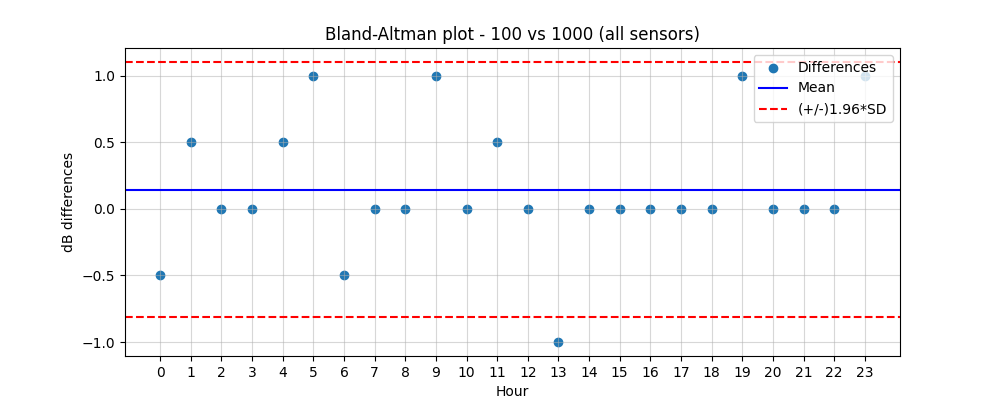 Bland-Altman plot - 100 vs 1000 (all sensors)
Differences
Mean
(+/-)1.96*SD
dB differences
1.0
0.5
0.0
−0.5
−1.0
0 1 2 3 4 5 6 7 8 9 10 11 12 13 14 15 16 17 18 19 20 21 22 23
Hour